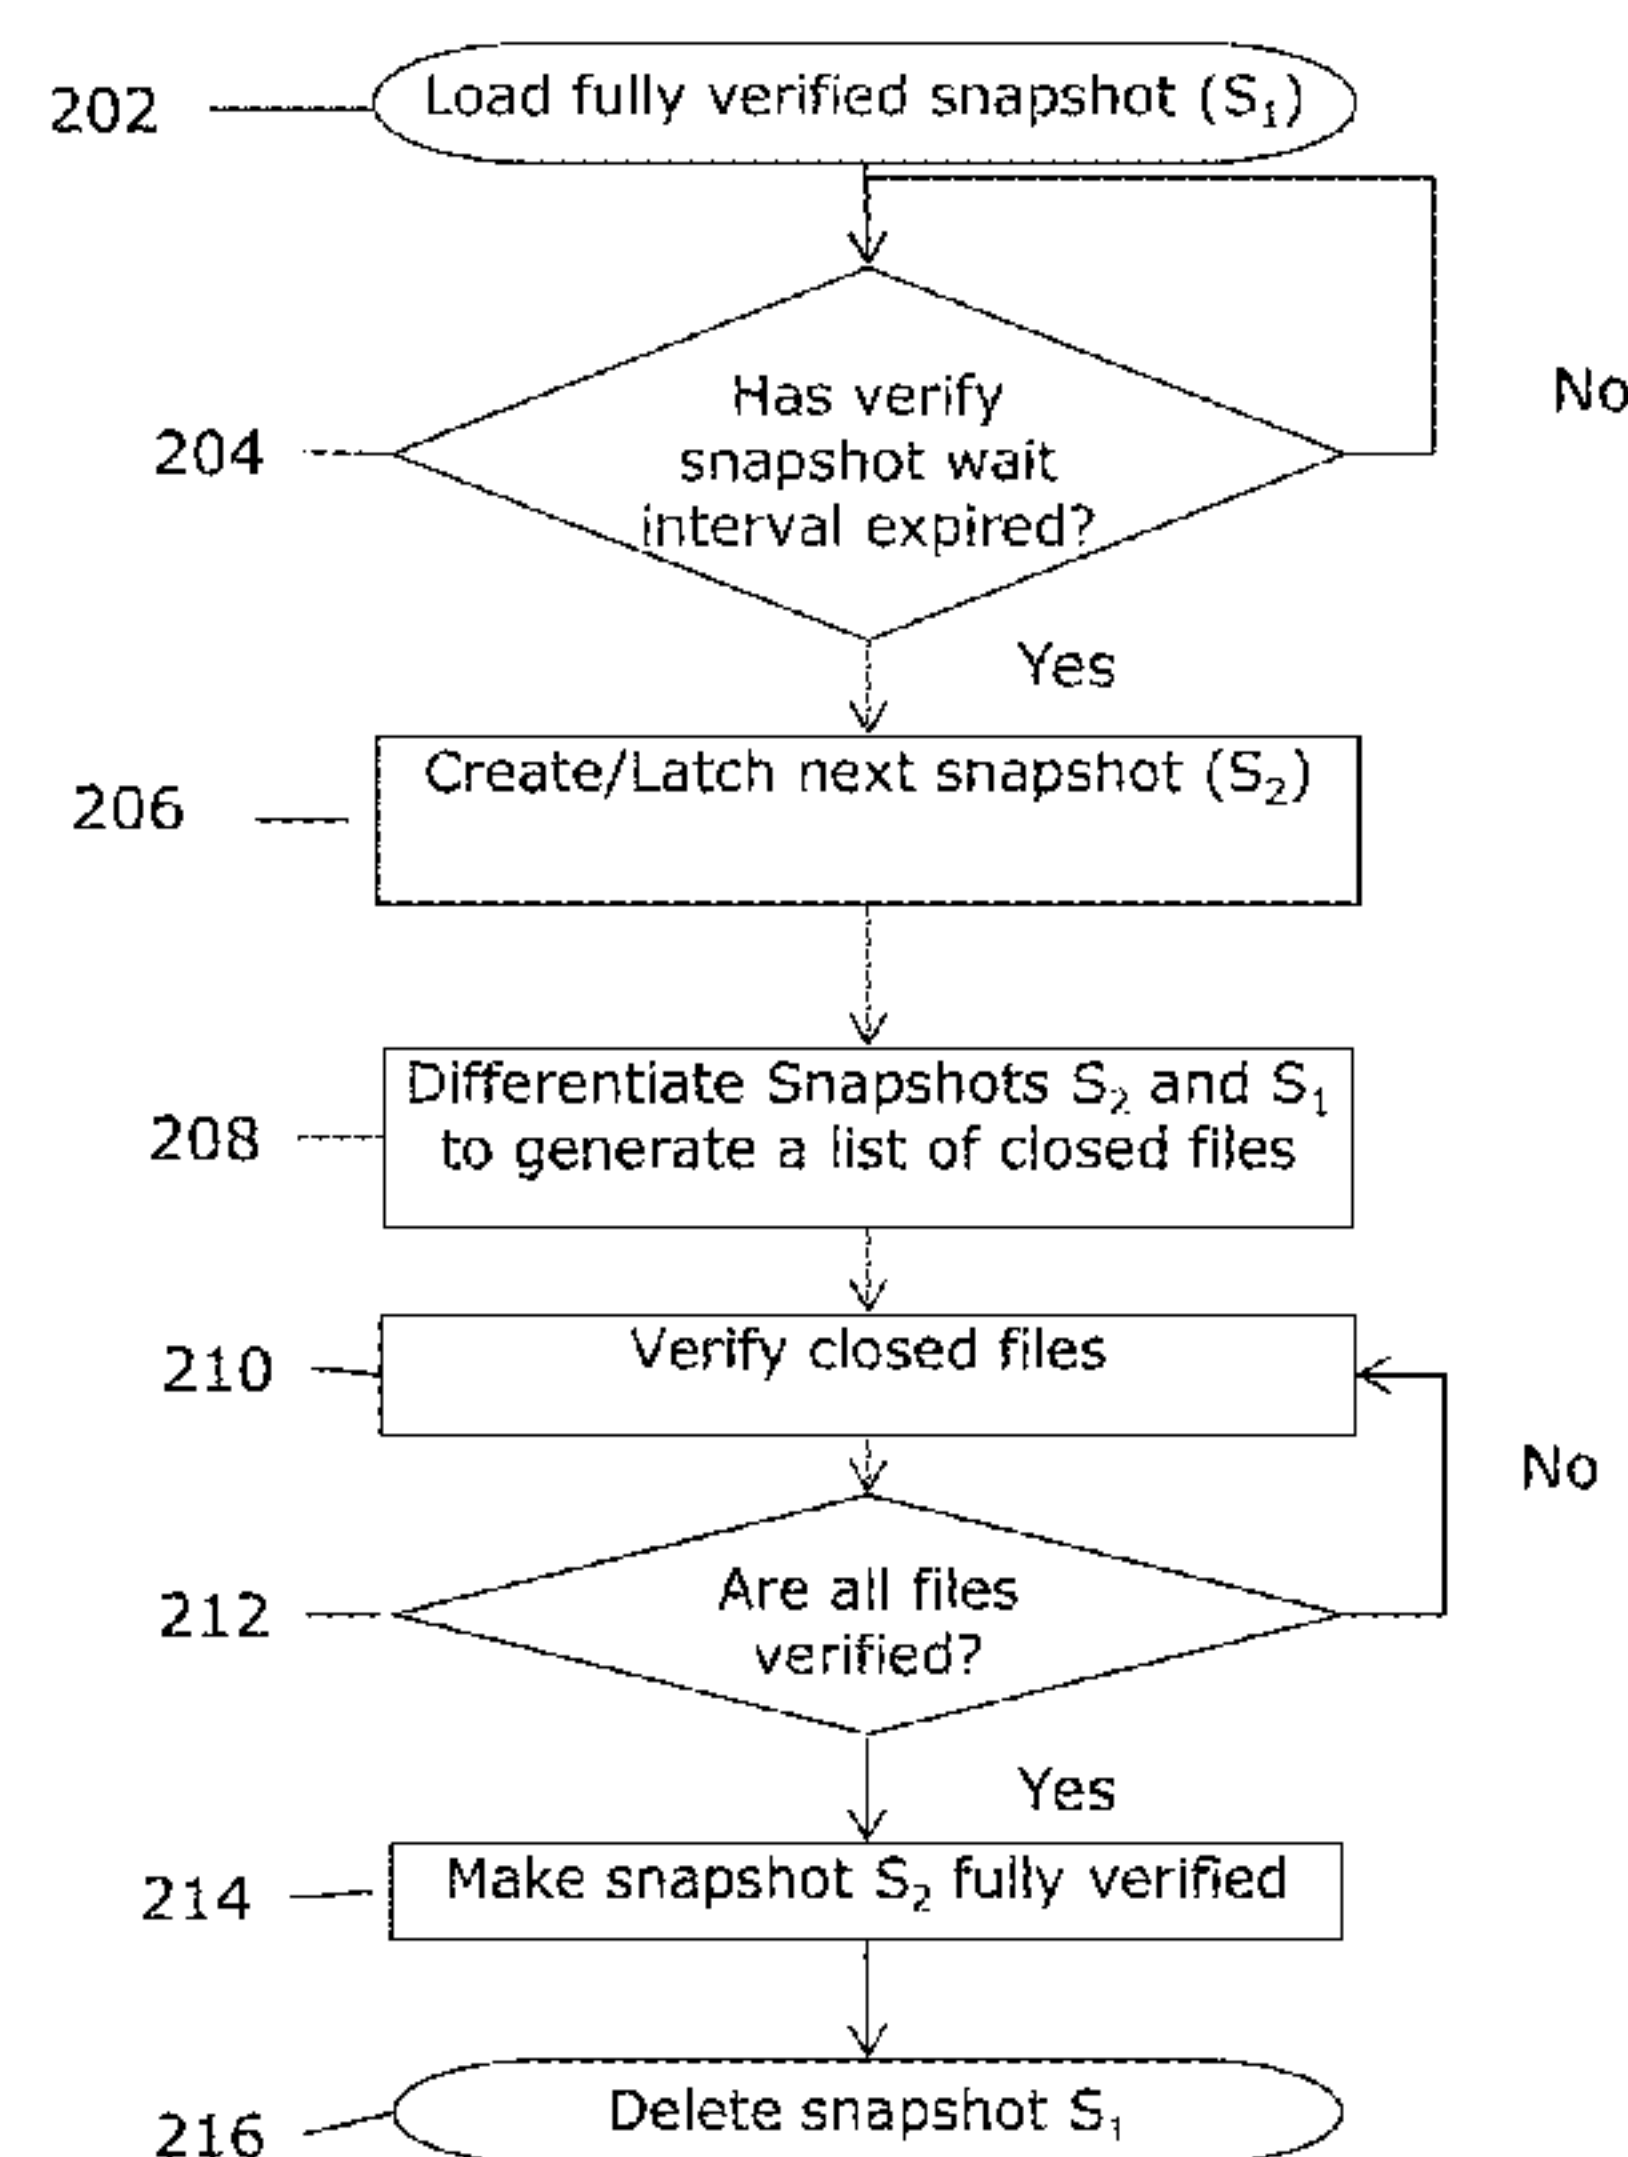 202
Load fully verified snapshot (S₁)
204
Has verify
snapshot wait
interval expired?
No
Yes
206
Create/Latch next snapshot (S₂)
208
Differentiate Snapshots S₂ and S₁
to generate a list of closed files
210
Verify closed files
No
212
Are all files
verified?
Yes
214
Make snapshot S₂ fully verified
216
Delete snapshot S₁